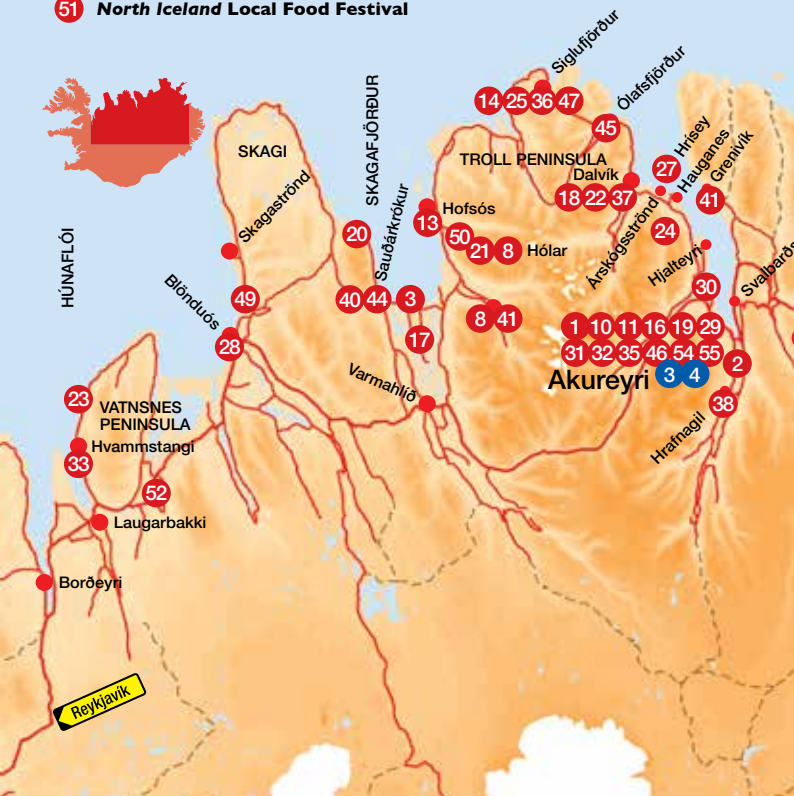 51 North Iceland Local Food Festival
Siglufjörður
14 25 36 47
Ólafsfjörður
45
SKAGAFJÖRÐUR
SKAGI
TROLL PENINSULA
Hrísey
27
Hauganes
Grenivík
41
Dalvík
18 22 37
Skagaströnd
Sauðárkrókur
Hofsós
13
50
21 8 Hólar
20
Árskógsströnd
24
Hjalteyri
HÚNAFLÓI
Svalbarðs
30
49
40 44 3
8 41
17
Blönduós
28
1 10 11 16 19 29
31 32 35 46 54 55
Akureyri 3 4
2
Varmahlíð
38
Hrafnagil
23
VATNSNES
PENINSULA
Hvammstangi
33
52
Laugarbakki
Borðeyri
Reykjavík